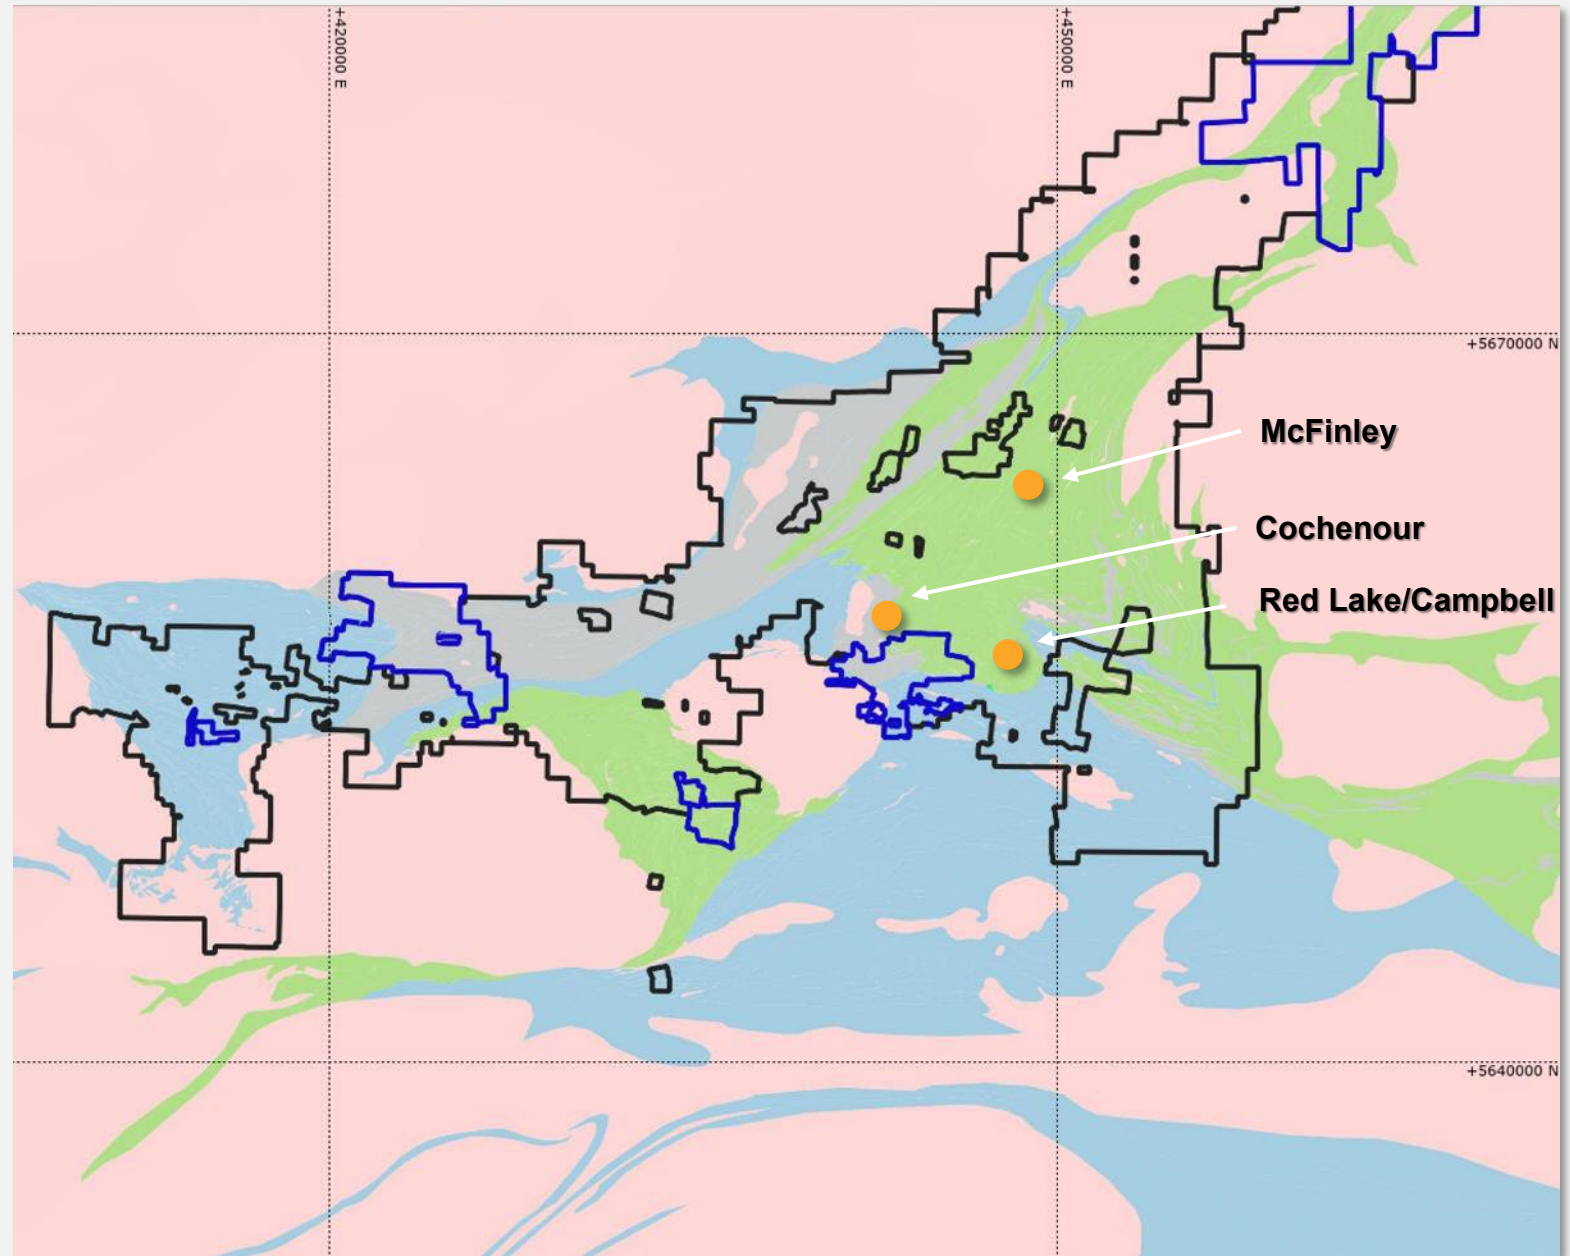 +420000 E
+450000 E
+5670000 N
McFinley
Cochenour
Red Lake/Campbell
+5640000 N